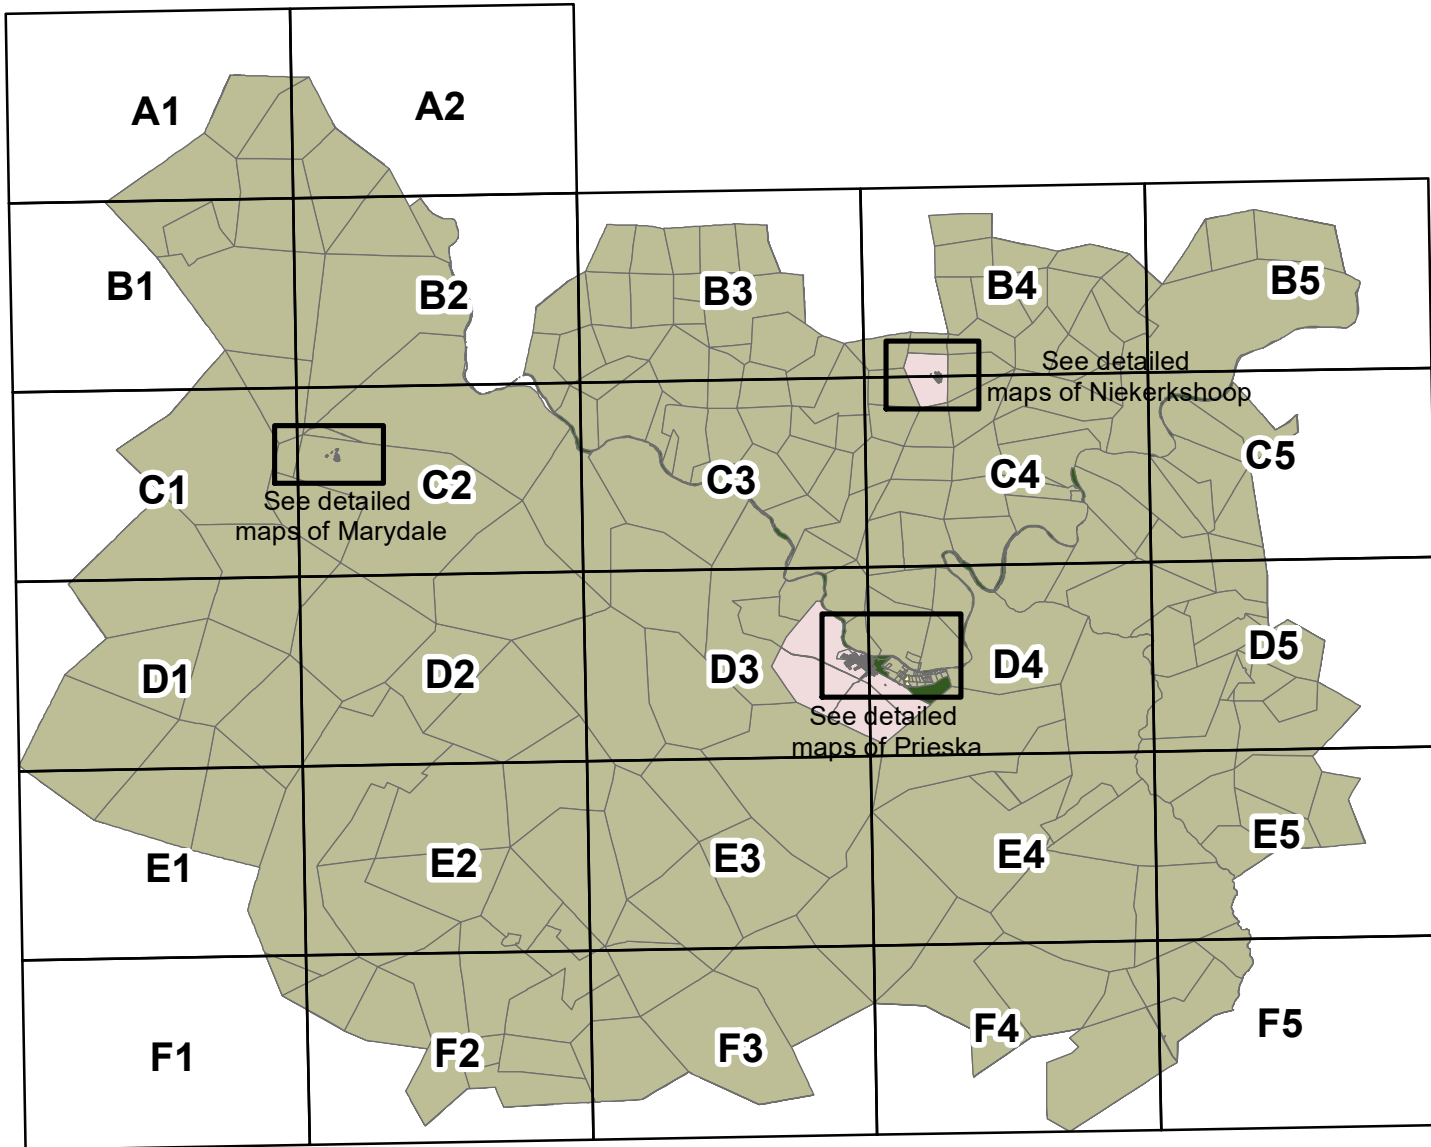 A1
A2
B1
B2
B3
B4
B5
See detailed
maps of Niekerkshoop
C1
C2
C3
C4
C5
See detailed
maps of Marydale
D1
D2
D3
D4
D5
See detailed
maps of Prieska
E1
E2
E3
E4
E5
F1
F2
F3
F4
F5